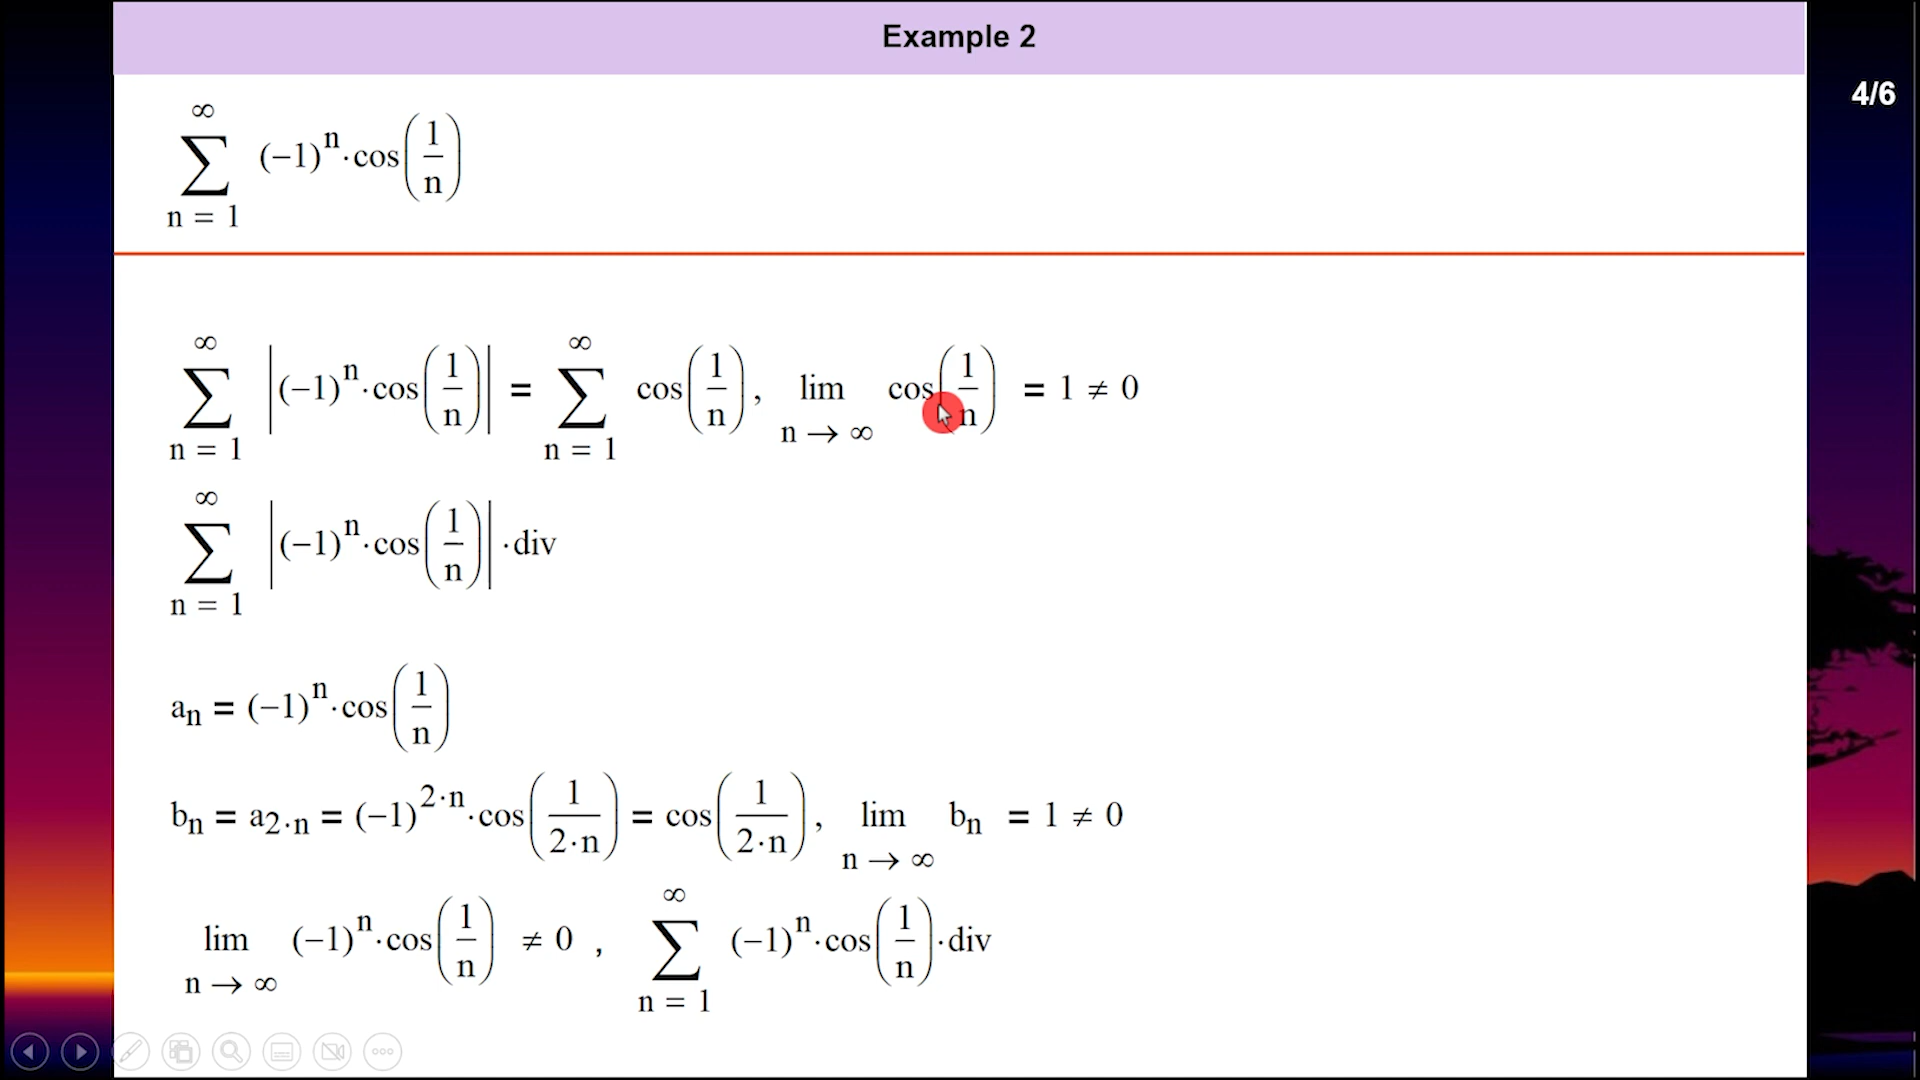 Example 2
4/6
∞
∑ (−1)^n·cos(1/n)
n = 1
∞ ∞
∑ |(−1)^n·cos(1/n)| = ∑ cos(1/n), lim cos(1/n) = 1 ≠ 0
n = 1 n = 1 n → ∞
∞
∑ |(−1)^n·cos(1/n)|·div
n = 1
a_n = (−1)^n·cos(1/n)
b_n = a_2·n = (−1)^2·n·cos(1/2·n) = cos(1/2·n), lim b_n = 1 ≠ 0
n → ∞
∞
lim (−1)^n·cos(1/n) ≠ 0 , ∑ (−1)^n·cos(1/n)·div
n → ∞ n = 1